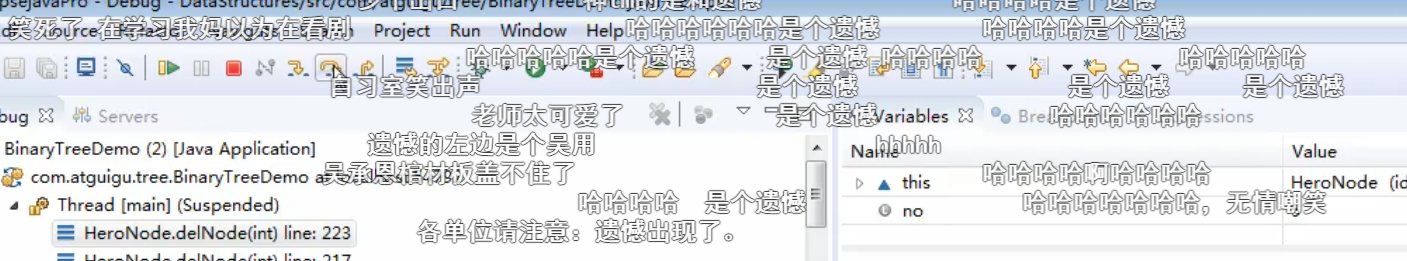 psejavaPro - Debug - DataStructures/src/com/atguigu/tree/BinaryTreeDemo
哈哈哈哈是个遗憾
笑死了 在学习我妈以为在看剧
Project Run Window Help
哈哈哈哈哈哈是个遗憾
哈哈哈哈哈哈是个遗憾
哈哈哈哈哈是个遗憾
是个遗憾
哈哈哈哈
哈哈哈哈哈
自习室笑出声
是个遗憾
是个遗憾
是个遗憾
bug
Servers
老师太可爱了
是个遗憾
Variables
哈哈哈哈哈哈
BinaryTreeDemo (2) [Java Application]
遗憾的左边是个吴用
hhhhh
Name
Value
com.atguigu.tree.BinaryTreeDemo
吴承恩棺材板盖不住了
哈哈哈哈啊哈哈哈哈
this
HeroNode (id
Thread [main] (Suspended)
哈哈哈哈
是个遗憾
no
哈哈哈哈哈哈哈，无情嘲笑
HeroNode.delNode(int) line: 223
各单位请注意：遗憾出现了。
HeroNode.delNode(int) line: 217